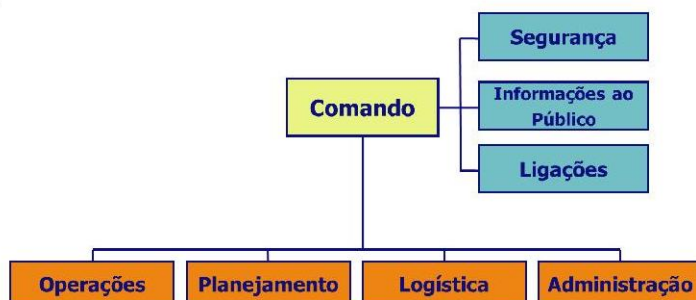 Segurança
Comando
Informações ao
Público
Ligações
Operações
Planejamento
Logística
Administração